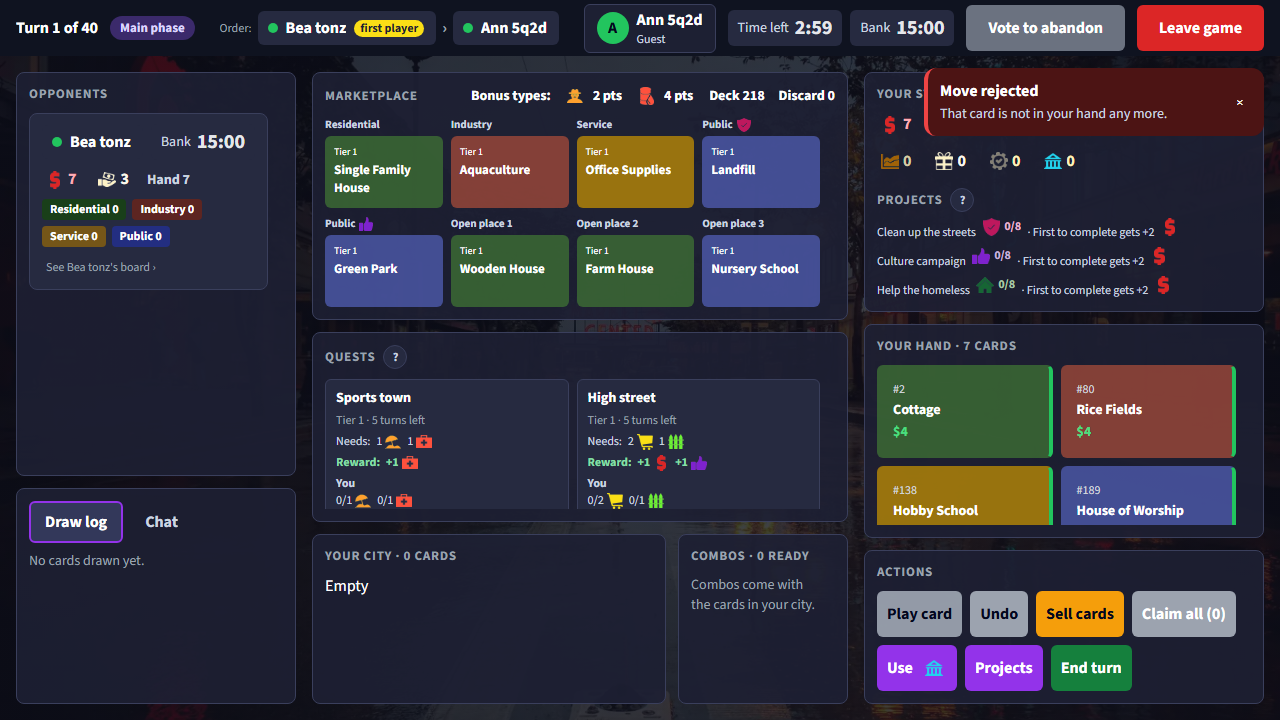 Turn 1 of 40
Main phase
Order:
Bea tonz
first player
›
Ann 5q2d
A
Ann 5q2d
Guest
Time left 2:59
Bank 15:00
Vote to abandon
Leave game
OPPONENTS
Bea tonz
Bank 15:00
$ 7
3
Hand 7
Residential 0
Industry 0
Service 0
Public 0
See Bea tonz's board ›
Draw log
Chat
No cards drawn yet.
MARKETPLACE
Bonus types:
2 pts
4 pts
Deck 218
Discard 0
Residential
Tier 1
Single Family House
Industry
Tier 1
Aquaculture
Service
Tier 1
Office Supplies
Public
Tier 1
Landfill
Public
Tier 1
Green Park
Open place 1
Tier 1
Wooden House
Open place 2
Tier 1
Farm House
Open place 3
Tier 1
Nursery School
QUESTS ?
Sports town
Tier 1 · 5 turns left
Needs: 1 1
Reward: +1
You
0/1 0/1
High street
Tier 1 · 5 turns left
Needs: 2 1
Reward: +1 $ +1
You
0/2 0/1
YOUR CITY · 0 CARDS
Empty
COMBOS · 0 READY
Combos come with
the cards in your city.
YOUR S
$ 7
Move rejected
That card is not in your hand any more.
×
0 0 0 0
PROJECTS ?
Clean up the streets 0/8 · First to complete gets +2 $
Culture campaign 0/8 · First to complete gets +2 $
Help the homeless 0/8 · First to complete gets +2 $
YOUR HAND · 7 CARDS
#2
Cottage
$4
#80
Rice Fields
$4
#138
Hobby School
#189
House of Worship
ACTIONS
Play card
Undo
Sell cards
Claim all (0)
Use
Projects
End turn